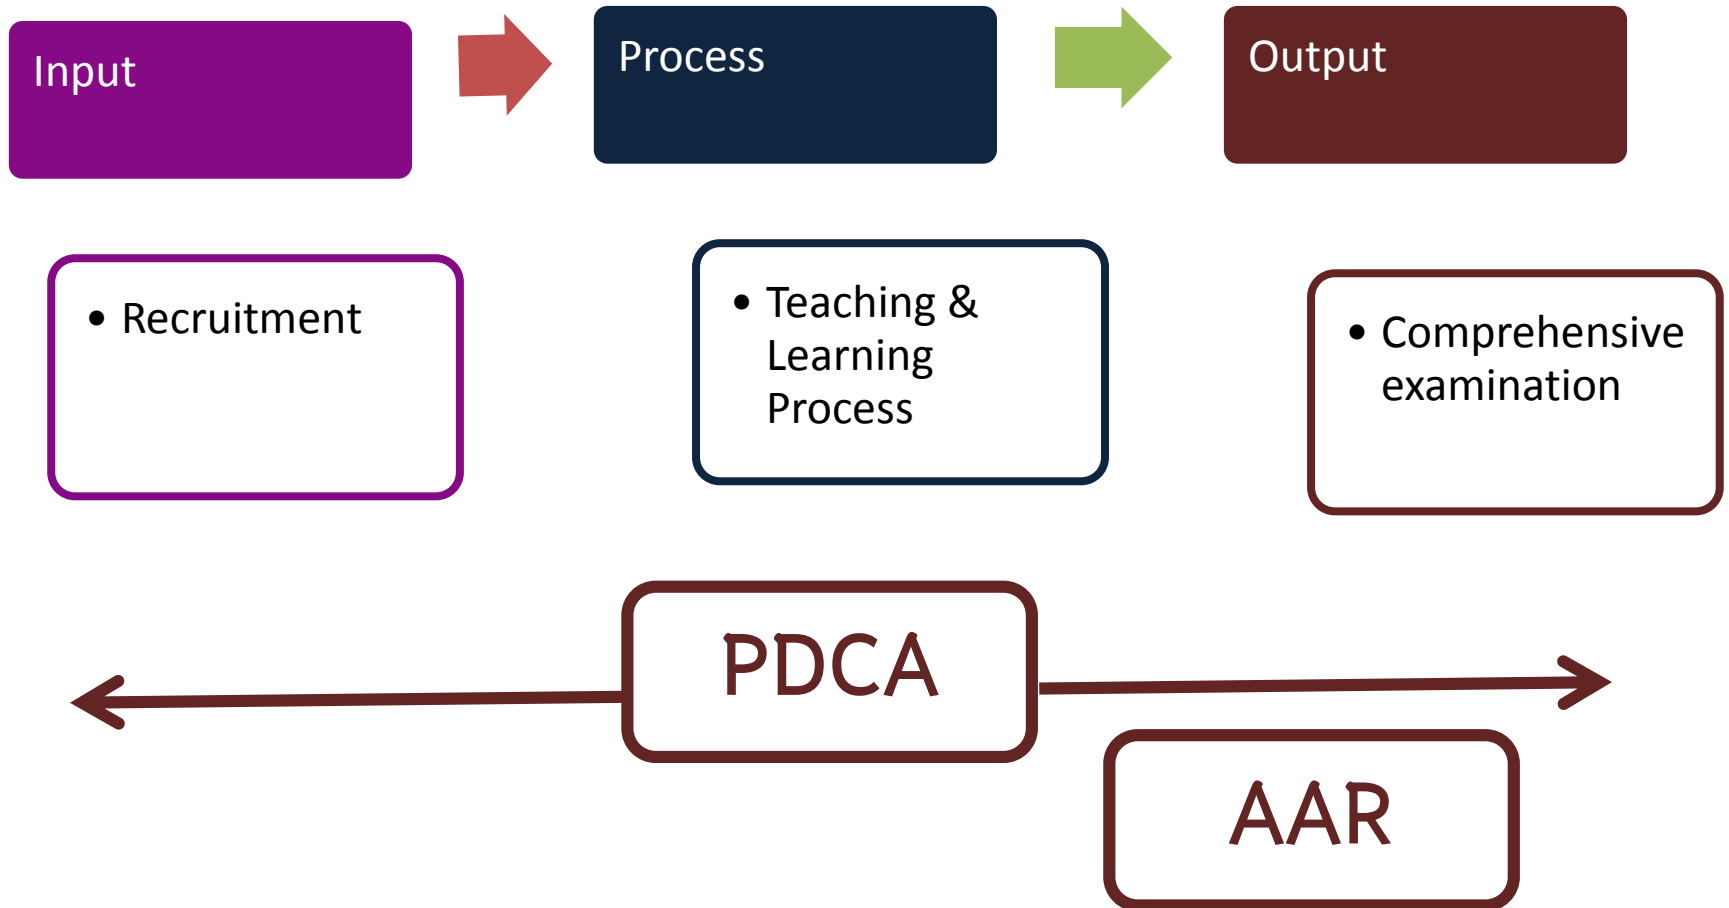 Input
Process
Output
• Recruitment
• Teaching &
Learning
Process
• Comprehensive
examination
PDCA
AAR